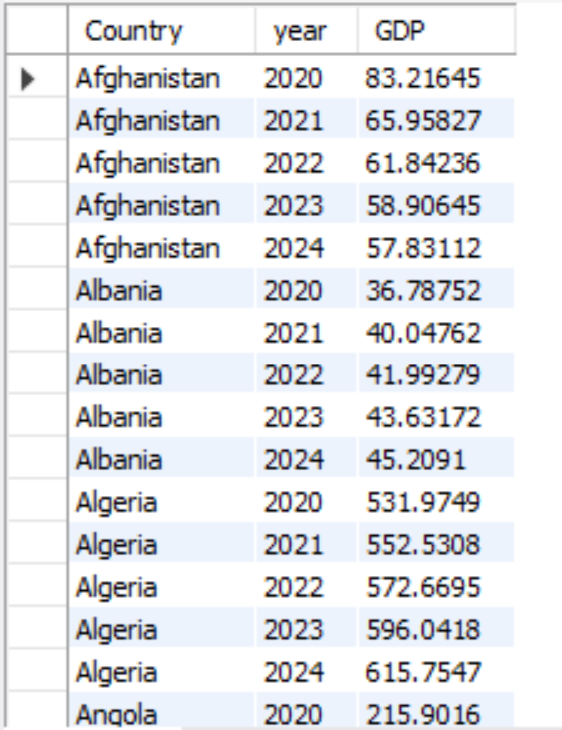 Country year GDP
Afghanistan 2020 83.21645
Afghanistan 2021 65.95827
Afghanistan 2022 61.84236
Afghanistan 2023 58.90645
Afghanistan 2024 57.83112
Albania 2020 36.78752
Albania 2021 40.04762
Albania 2022 41.99279
Albania 2023 43.63172
Albania 2024 45.2091
Algeria 2020 531.9749
Algeria 2021 552.5308
Algeria 2022 572.6695
Algeria 2023 596.0418
Algeria 2024 615.7547
Angola 2020 215.9016